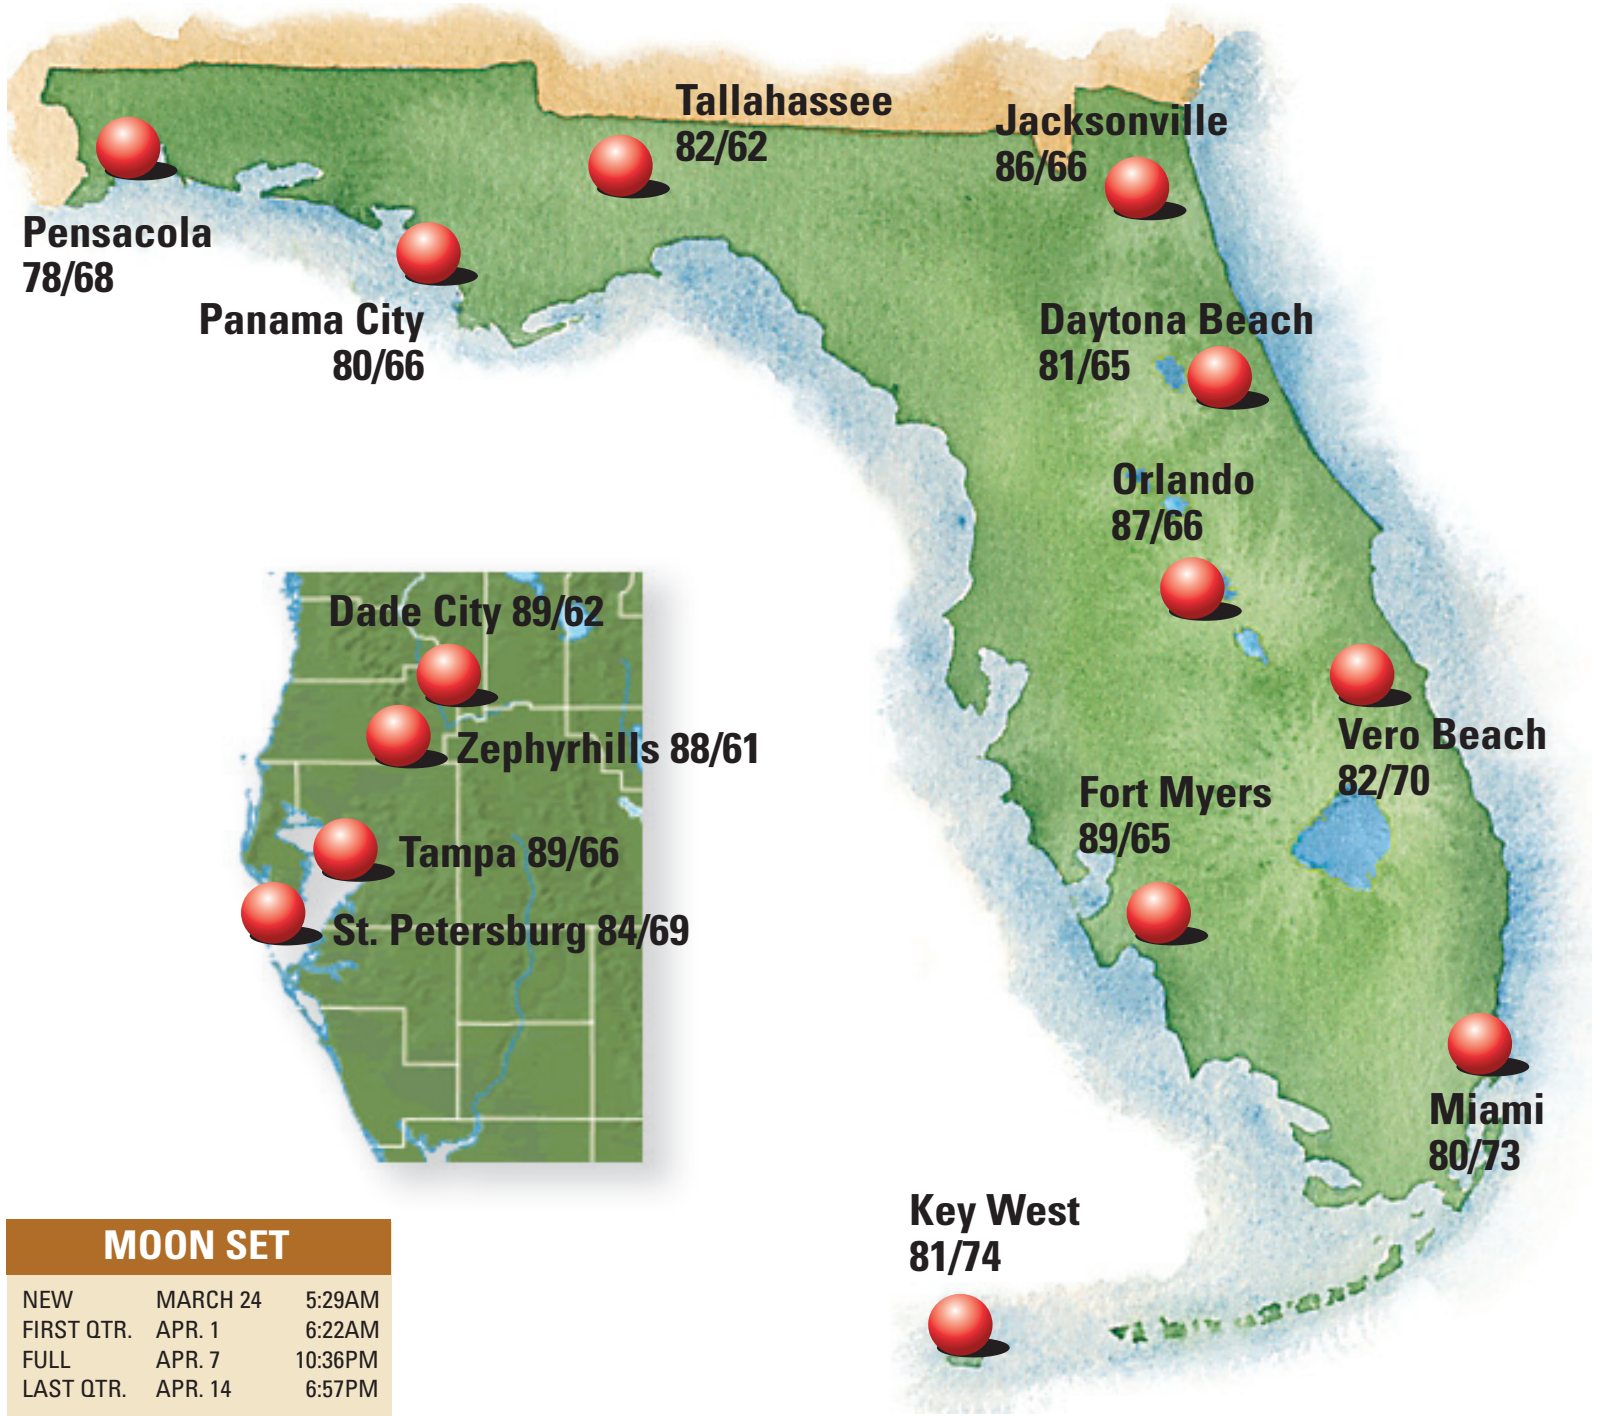 Tallahassee
82/62
Jacksonville
86/66
Pensacola
78/68
Panama City
80/66
Daytona Beach
81/65
Orlando
87/66
Dade City 89/62
Zephyrhills 88/61
Tampa 89/66
St. Petersburg 84/69
Vero Beach
82/70
Fort Myers
89/65
Miami
80/73
Key West
81/74
MOON SET
NEW MARCH 24 5:29AM
FIRST QTR. APR. 1 6:22AM
FULL APR. 7 10:36PM
LAST QTR. APR. 14 6:57PM